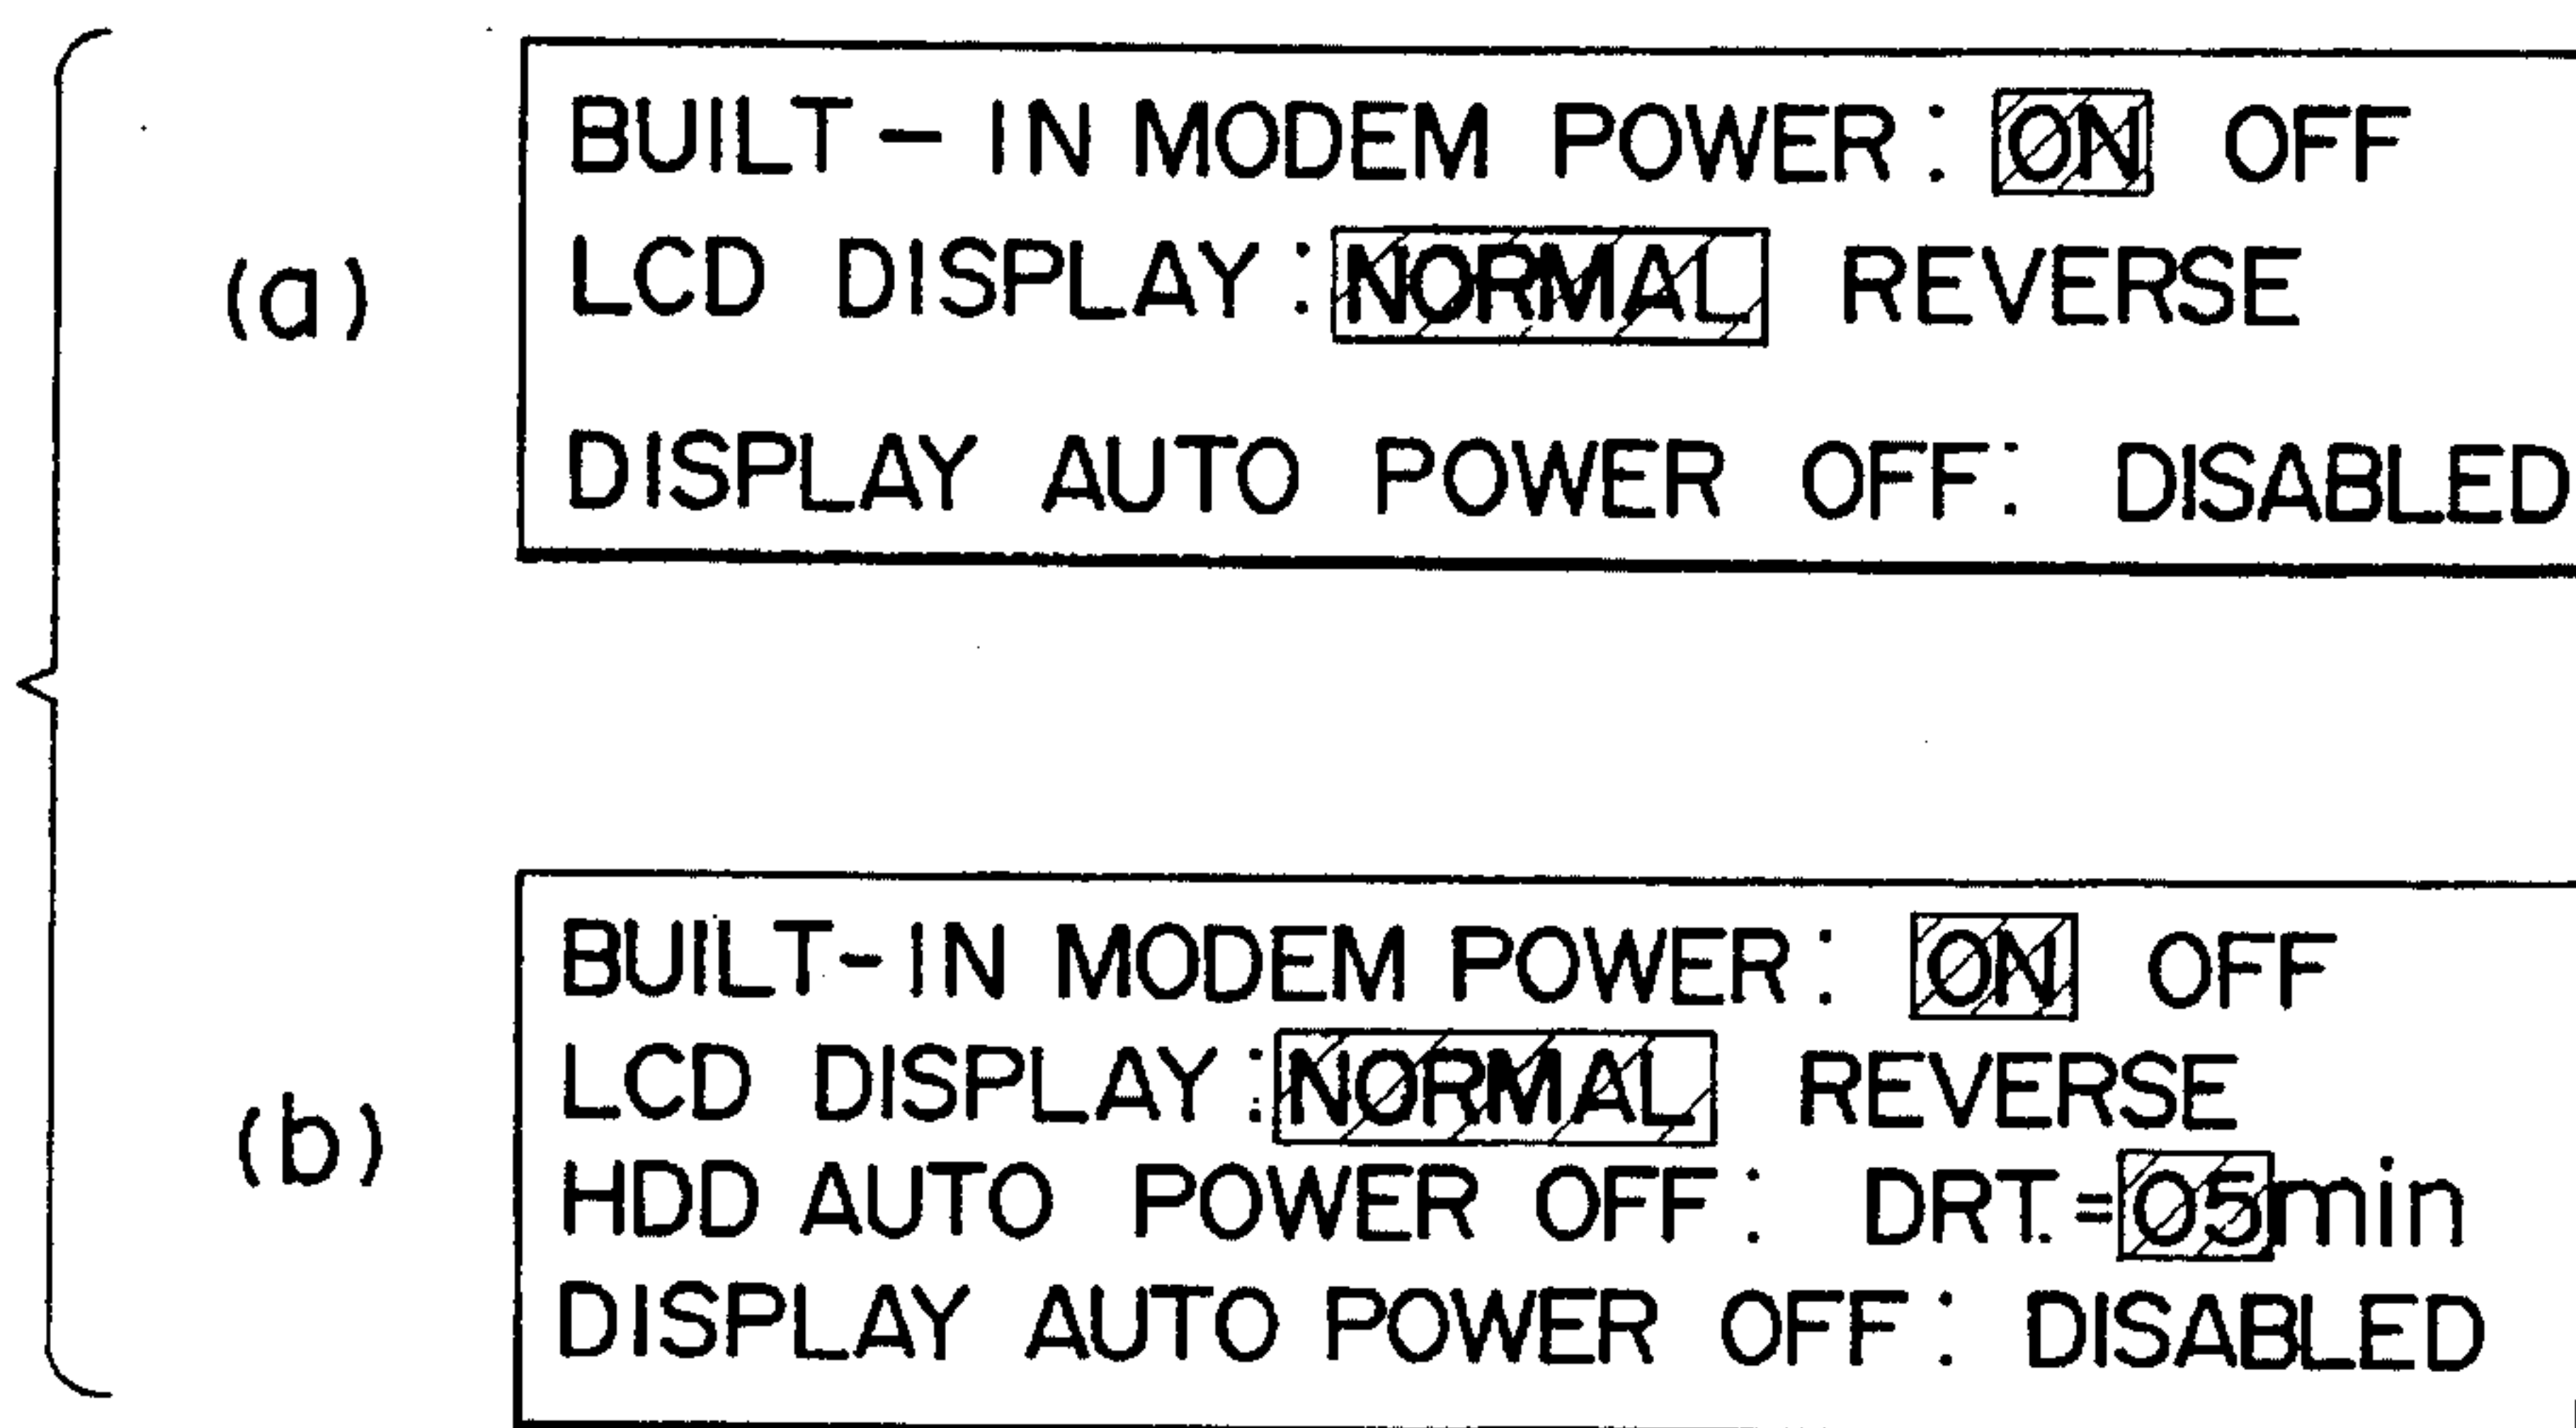 (a)
BUILT - IN MODEM POWER: ON OFF
LCD DISPLAY: NORMAL REVERSE
DISPLAY AUTO POWER OFF: DISABLED
(b)
BUILT-IN MODEM POWER: ON OFF
LCD DISPLAY: NORMAL REVERSE
HDD AUTO POWER OFF: DRT.=05min
DISPLAY AUTO POWER OFF: DISABLED